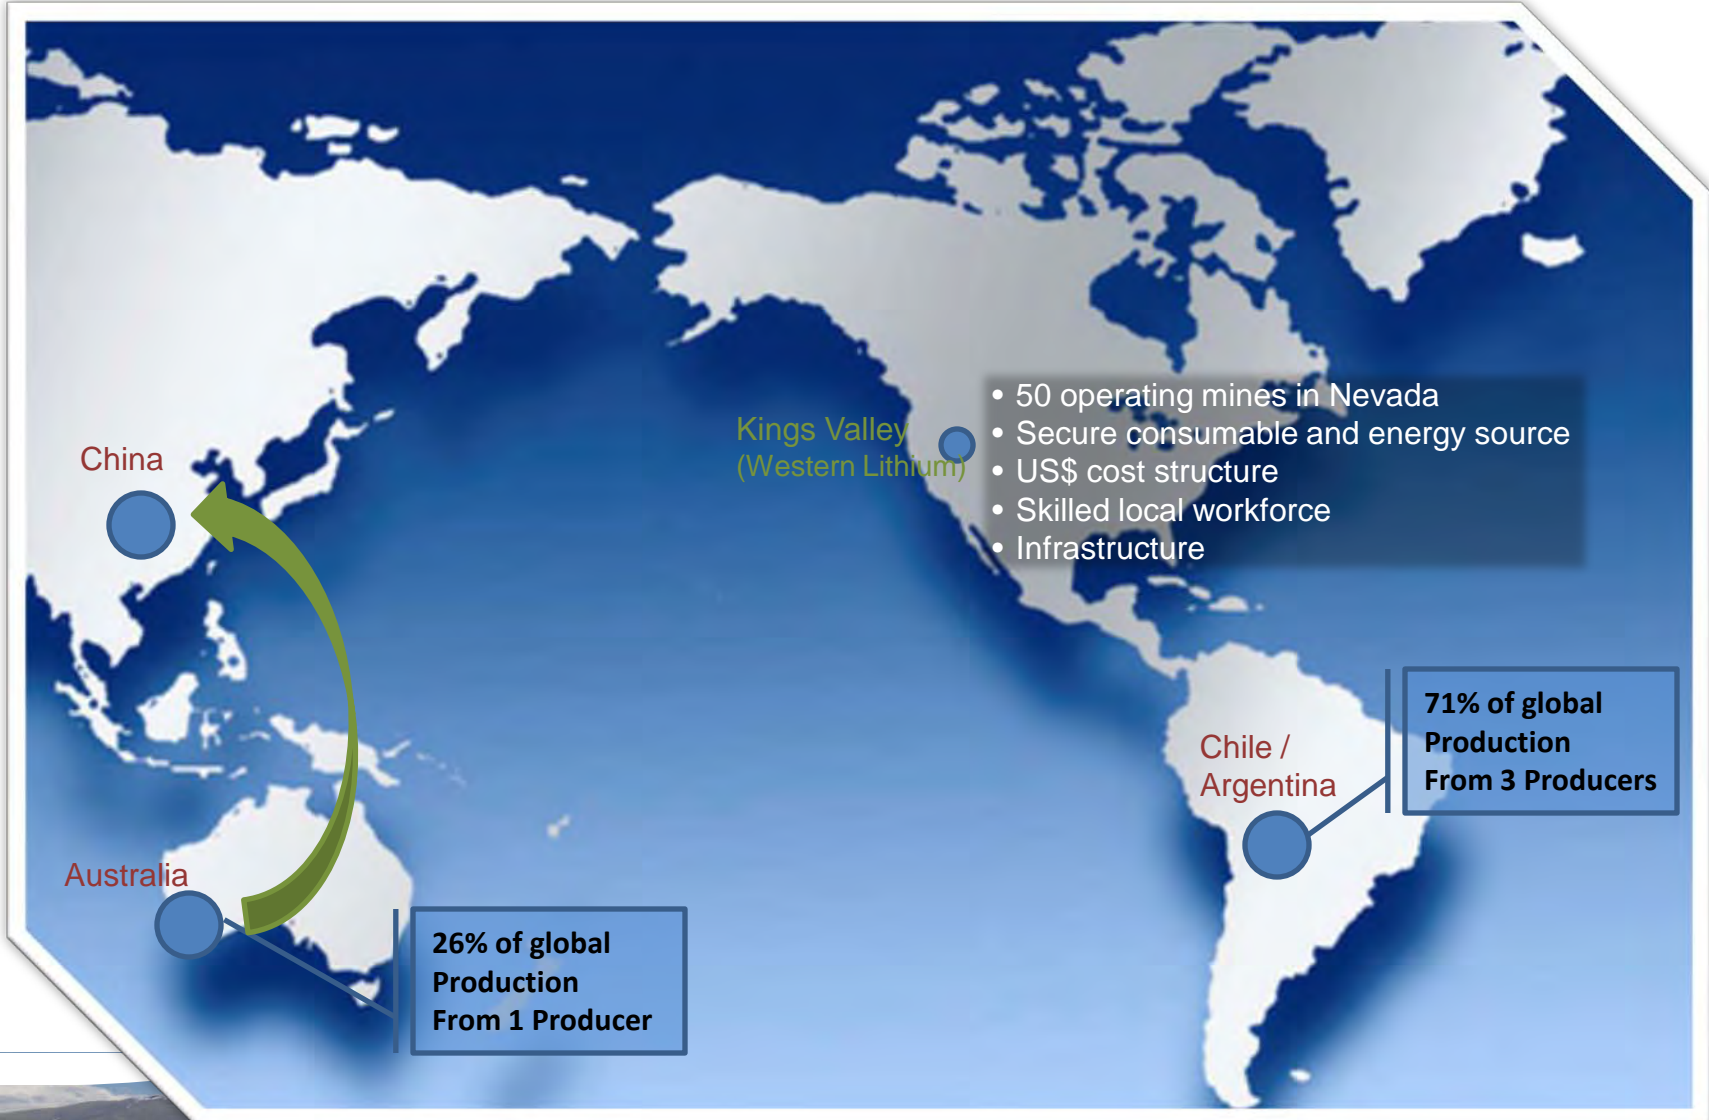 • 50 operating mines in Nevada
• Secure consumable and energy source
• US$ cost structure
• Skilled local workforce
• Infrastructure
Kings Valley
(Western Lithium)
China
71% of global
Production
From 3 Producers
Chile /
Argentina
Australia
26% of global
Production
From 1 Producer